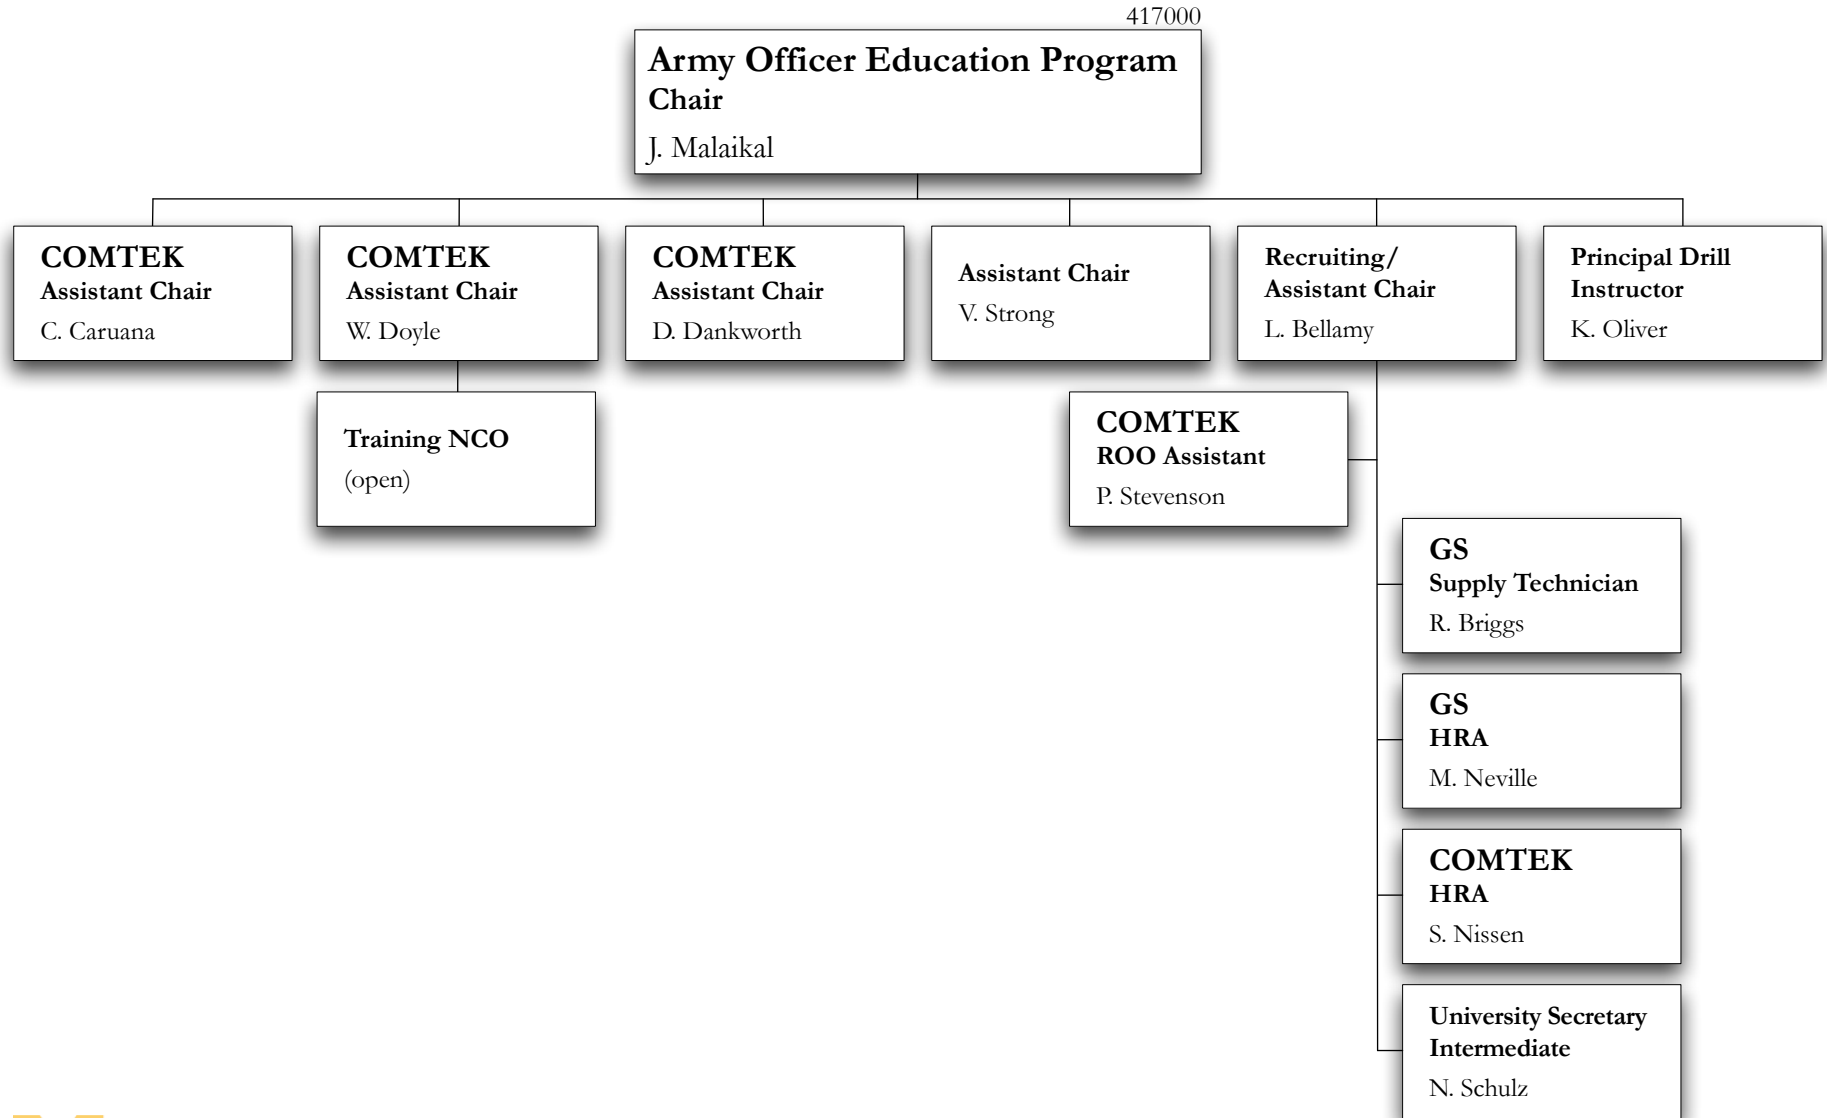 417000
Army Officer Education Program
Chair
J. Malaikal
COMTEK
Assistant Chair
C. Caruana
COMTEK
Assistant Chair
W. Doyle
COMTEK
Assistant Chair
D. Dankworth
Assistant Chair
V. Strong
Recruiting/
Assistant Chair
L. Bellamy
Principal Drill
Instructor
K. Oliver
Training NCO
(open)
COMTEK
ROO Assistant
P. Stevenson
GS
Supply Technician
R. Briggs
GS
HRA
M. Neville
COMTEK
HRA
S. Nissen
University Secretary
Intermediate
N. Schulz